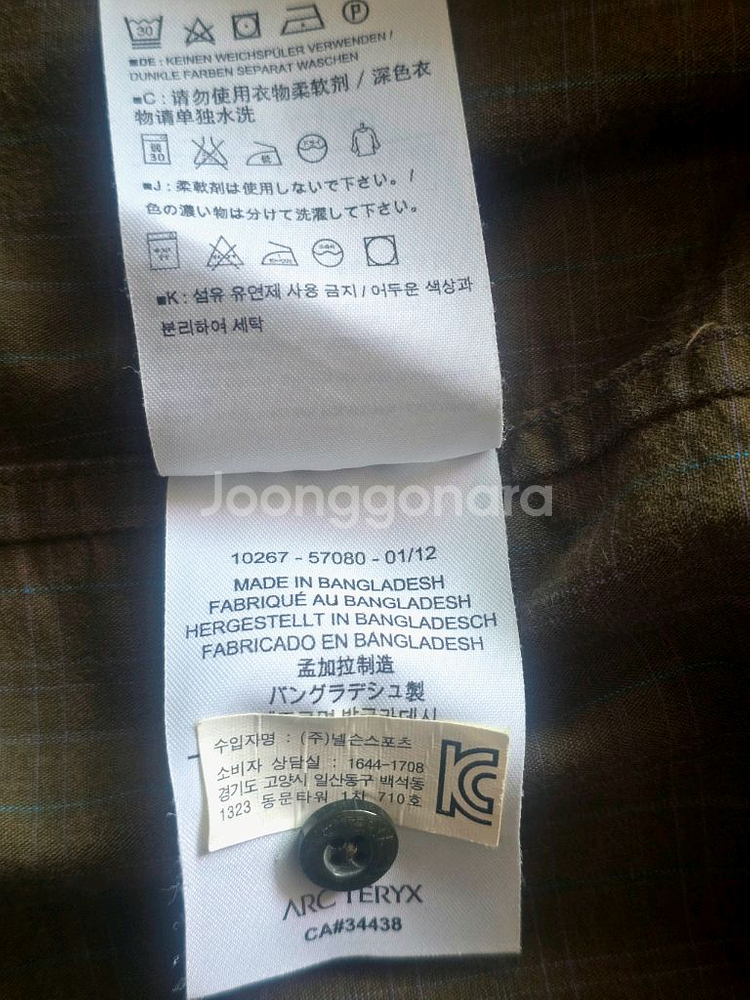 30
P
■DE : KEINEN WEICHSPÜLER VERWENDEN /
DUNKLE FARBEN SEPARAT WASCHEN
■C : 请勿使用衣物柔软剂 / 深色衣
物请单独水洗
30
■J : 柔軟剤は使用しないで下さい。 /
色の濃い物は分けて洗濯して下さい。
■K : 섬유 유연제 사용 금지 / 어두운 색상과
분리하여 세탁
Joonggonara
10267 - 57080 - 01/12
MADE IN BANGLADESH
FABRIQUÉ AU BANGLADESH
HERGESTELLT IN BANGLADESCH
FABRICADO EN BANGLADESH
孟加拉制造
バングラデシュ製
방글라데시
수입자명 : (주)넬슨스포츠
소비자 상담실 : 1644-1708
경기도 고양시 일산동구 백석동
1323 동문타워 1차 710호
ARC'TERYX
CA#34438